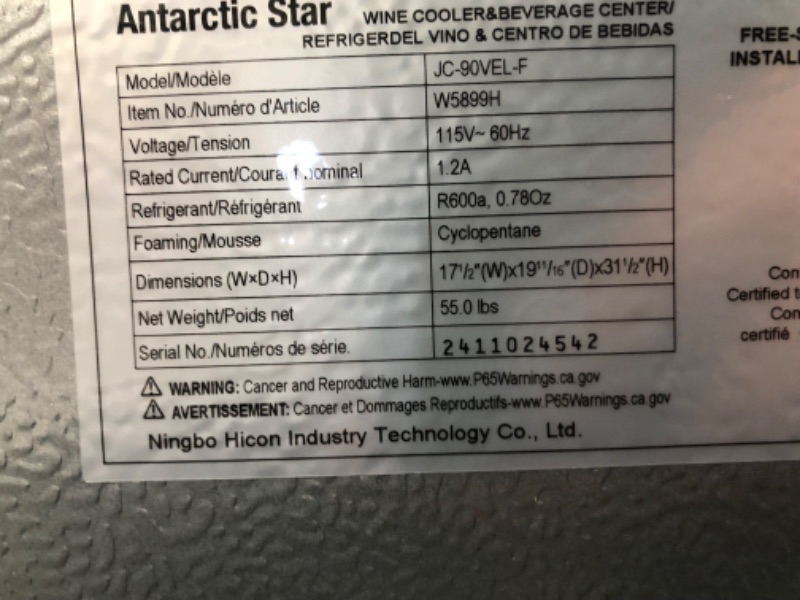 Antarctic Star WINE COOLER&BEVERAGE CENTER/
REFRIGERDEL VINO & CENTRO DE BEBIDAS
FREE-S
INSTALL
Model/Modèle JC-90VEL-F
Item No./Numéro d'Article W5899H
Voltage/Tension 115V~ 60Hz
Rated Current/Courant nominal 1.2A
Refrigerant/Réfrigérant R600a, 0.78Oz
Foaming/Mousse Cyclopentane
Dimensions (W×D×H) 17¹/₂"(W)x19¹¹/₁₆"(D)x31¹/₂"(H)
Net Weight/Poids net 55.0 lbs
Serial No./Numéros de série. 2411024542
Con
Certified t
Con
certifié
⚠ WARNING: Cancer and Reproductive Harm-www.P65Warnings.ca.gov
⚠ AVERTISSEMENT: Cancer et Dommages Reproductifs-www.P65Warnings.ca.gov
Ningbo Hicon Industry Technology Co., Ltd.